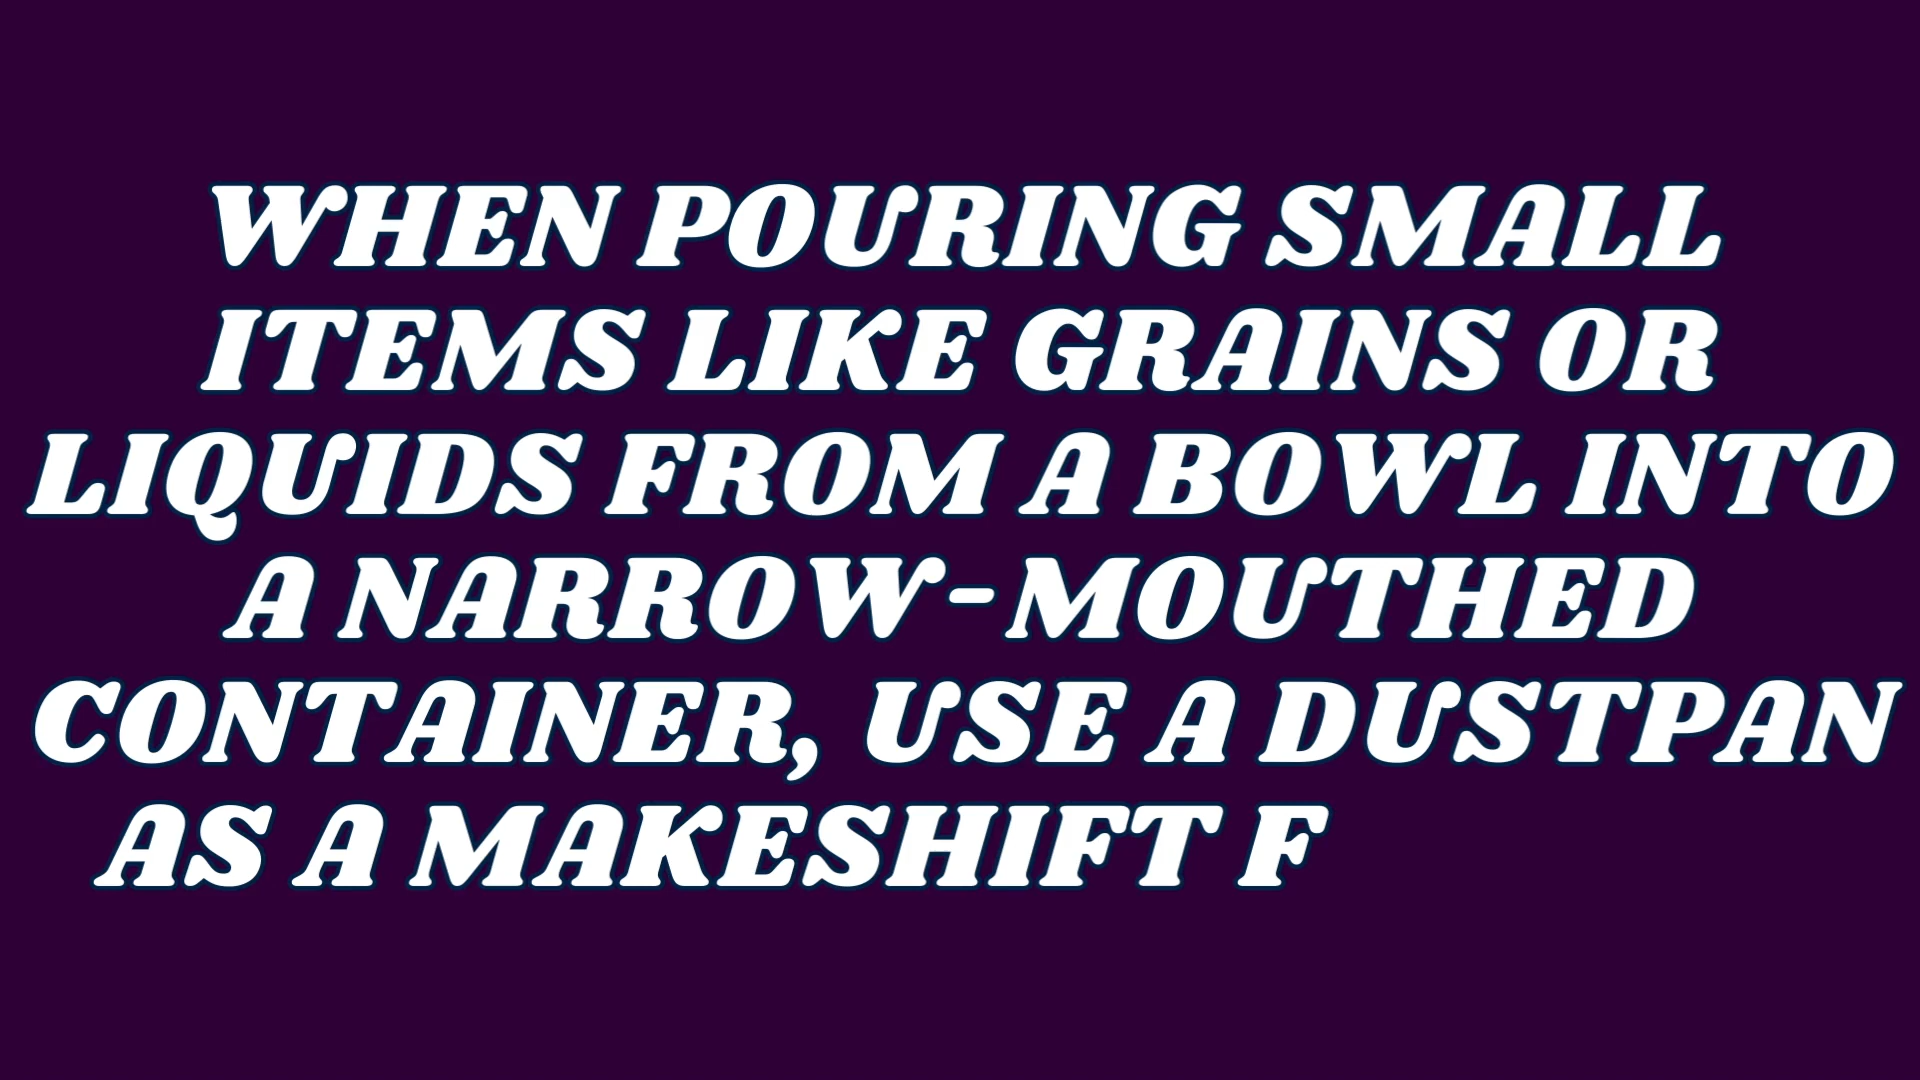 WHEN POURING SMALL
ITEMS LIKE GRAINS OR
LIQUIDS FROM A BOWL INTO
A NARROW-MOUTHED
CONTAINER, USE A DUSTPAN
AS A MAKESHIFT F